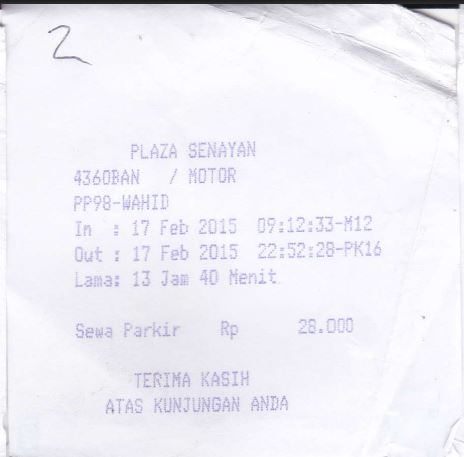 2
PLAZA SENAYAN
4360BAN / MOTOR
PP98-WAHID
In : 17 Feb 2015 09:12:33-M12
Out : 17 Feb 2015 22:52:28-PK16
Lama: 13 Jam 40 Menit
Sewa Parkir Rp 28.000
TERIMA KASIH
ATAS KUNJUNGAN ANDA